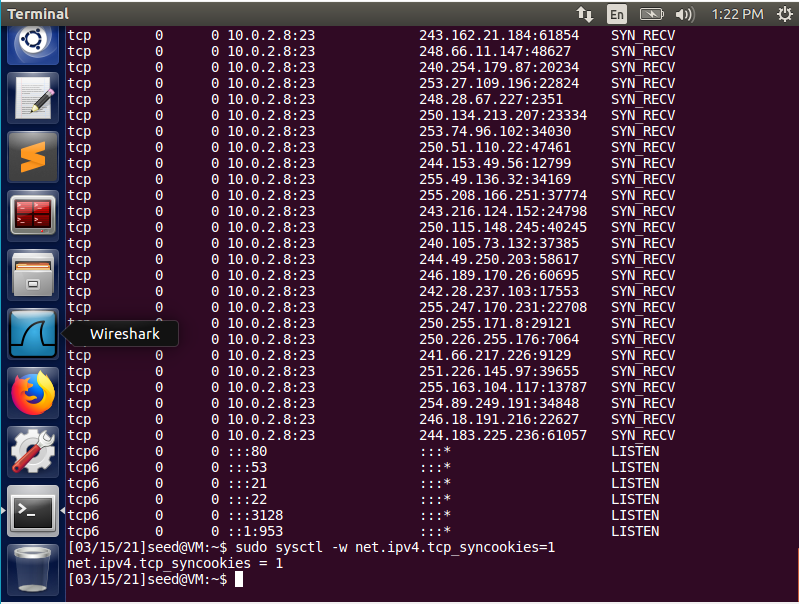 Terminal
En
1:22 PM
tcp 0 0 10.0.2.8:23 243.162.21.184:61854 SYN_RECV
tcp 0 0 10.0.2.8:23 248.66.11.147:48627 SYN_RECV
tcp 0 0 10.0.2.8:23 240.254.179.87:20234 SYN_RECV
tcp 0 0 10.0.2.8:23 253.27.109.196:22824 SYN_RECV
tcp 0 0 10.0.2.8:23 248.28.67.227:2351 SYN_RECV
tcp 0 0 10.0.2.8:23 250.134.213.207:23334 SYN_RECV
tcp 0 0 10.0.2.8:23 253.74.96.102:34030 SYN_RECV
tcp 0 0 10.0.2.8:23 250.51.110.22:47461 SYN_RECV
tcp 0 0 10.0.2.8:23 244.153.49.56:12799 SYN_RECV
tcp 0 0 10.0.2.8:23 255.49.136.32:34169 SYN_RECV
tcp 0 0 10.0.2.8:23 255.208.166.251:37774 SYN_RECV
tcp 0 0 10.0.2.8:23 243.216.124.152:24798 SYN_RECV
tcp 0 0 10.0.2.8:23 250.115.148.245:40245 SYN_RECV
tcp 0 0 10.0.2.8:23 240.105.73.132:37385 SYN_RECV
tcp 0 0 10.0.2.8:23 244.49.250.203:58617 SYN_RECV
tcp 0 0 10.0.2.8:23 246.189.170.26:60695 SYN_RECV
tcp 0 0 10.0.2.8:23 242.28.237.103:17553 SYN_RECV
tcp 0 0 10.0.2.8:23 255.247.170.231:22708 SYN_RECV
0 0 10.0.2.8:23 250.255.171.8:29121 SYN_RECV
Wireshark
0 10.0.2.8:23 250.226.255.176:7064 SYN_RECV
tcp 0 0 10.0.2.8:23 241.66.217.226:9129 SYN_RECV
tcp 0 0 10.0.2.8:23 251.226.145.97:39655 SYN_RECV
tcp 0 0 10.0.2.8:23 255.163.104.117:13787 SYN_RECV
tcp 0 0 10.0.2.8:23 254.89.249.191:34848 SYN_RECV
tcp 0 0 10.0.2.8:23 246.18.191.216:22627 SYN_RECV
tcp 0 0 10.0.2.8:23 244.183.225.236:61057 SYN_RECV
tcp6 0 0 :::80 :::* LISTEN
tcp6 0 0 :::53 :::* LISTEN
tcp6 0 0 :::21 :::* LISTEN
tcp6 0 0 :::22 :::* LISTEN
tcp6 0 0 :::3128 :::* LISTEN
tcp6 0 0 ::1:953 :::* LISTEN
[03/15/21]seed@VM:~$ sudo sysctl -w net.ipv4.tcp_syncookies=1
net.ipv4.tcp_syncookies = 1
[03/15/21]seed@VM:~$